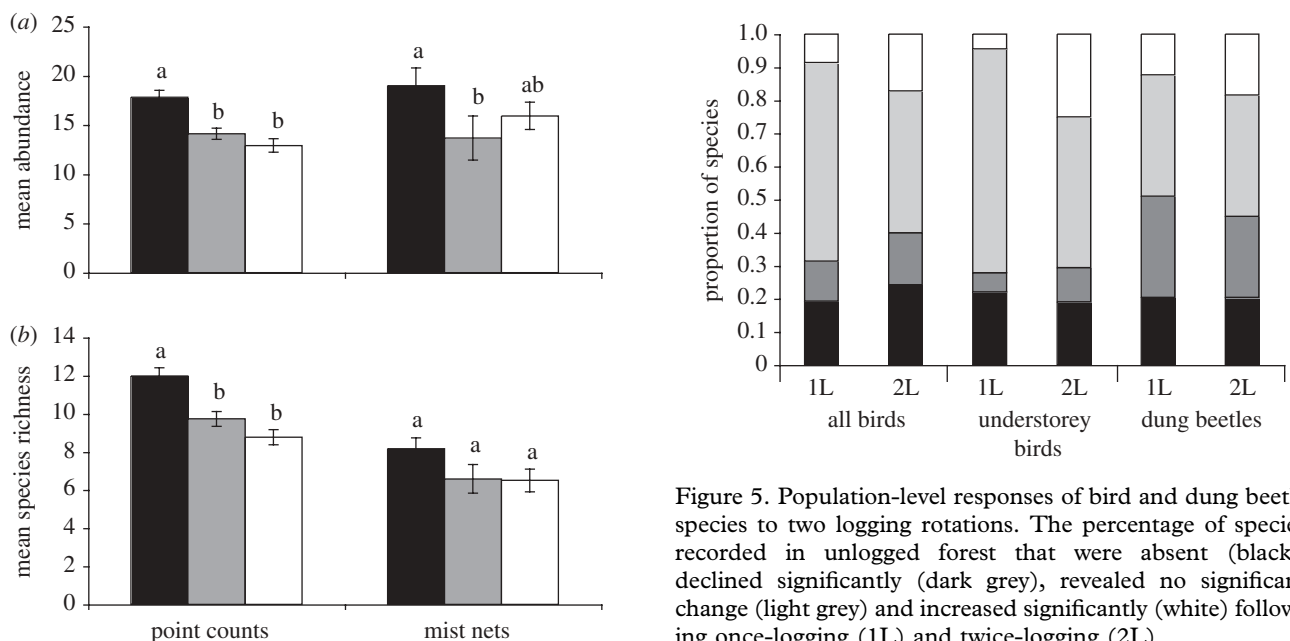 (a)
25
20
15
10
5
0
mean abundance
a
b
b
a
b
ab
(b)
14
12
10
8
6
4
2
0
mean species richness
a
b
b
a
a
a
point counts
mist nets
1.0
0.9
0.8
0.7
0.6
0.5
0.4
0.3
0.2
0.1
0
proportion of species
1L 2L 1L 2L 1L 2L
all birds understorey dung beetles
birds
Figure 5. Population-level responses of bird and dung beet
species to two logging rotations. The percentage of specie
recorded in unlogged forest that were absent (black
declined significantly (dark grey), revealed no significan
change (light grey) and increased significantly (white) follow
ing once-logging (1L) and twice-logging (2L)